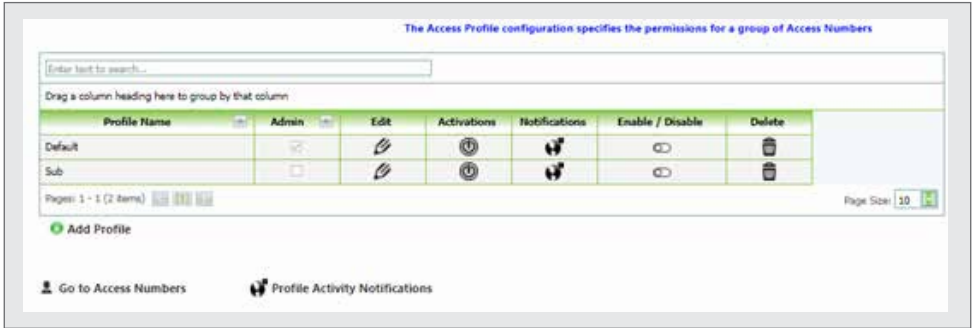 The Access Profile configuration specifies the permissions for a group of Access Numbers
Enter text to search...
Drag a column heading here to group by that column
Profile Name Admin Edit Activations Notifications Enable / Disable Delete
Default
Sub
Pages: 1 - 1 (2 items)
Page Size: 10
Add Profile
Go to Access Numbers Profile Activity Notifications